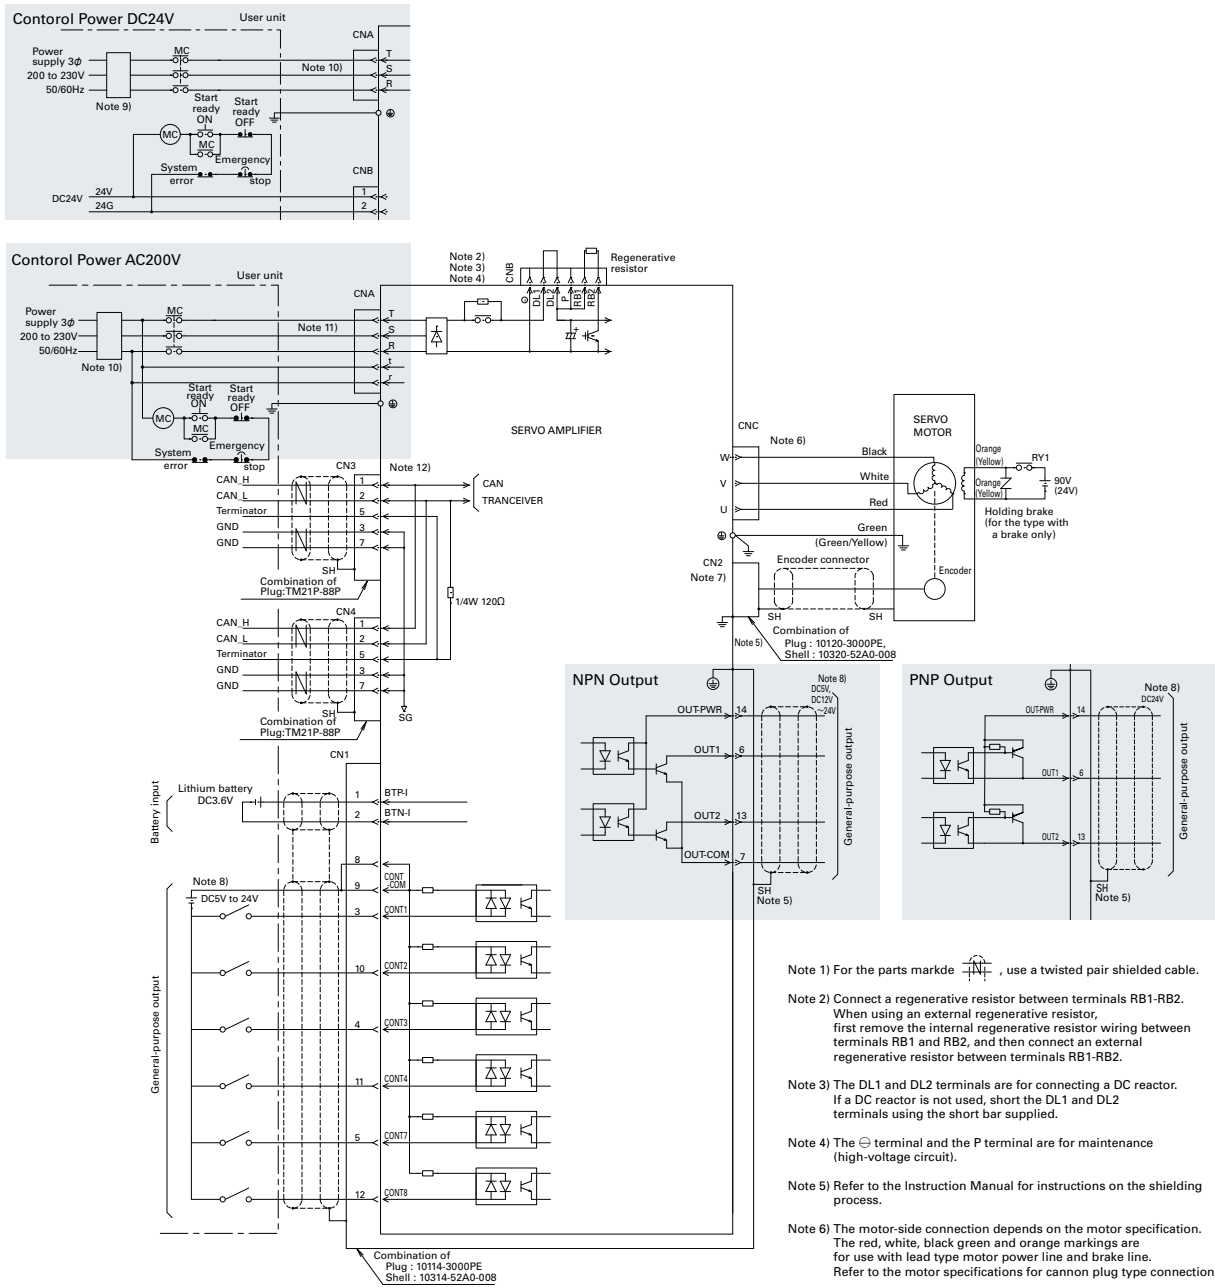 Contorol Power DC24V
User unit
CNA
Power
supply 3ϕ
200 to 230V
50/60Hz
MC
Note 10)
T
S
R
Note 9)
Start
ready
ON
Start
ready
OFF
MC
MC
System
error
Emergency
stop
CNB
DC24V
24V
24G
1
2
Contorol Power AC200V
User unit
CNA
Power
supply 3ϕ
200 to 230V
50/60Hz
MC
Note 11)
T
S
R
t
r
Note 10)
Start
ready
ON
Start
ready
OFF
MC
MC
System
error
Emergency
stop
Note 2)
Note 3)
Note 4)
CNB
⊖
DL1
DL2
P
RB1
RB2
Regenerative
resistor
SERVO AMPLIFIER
CN3
Note 12)
CAN_H
CAN_L
Terminator
GND
GND
1
2
5
3
7
CAN
TRANCEIVER
SH
Combination of
Plug:TM21P-88P
1/4W 120Ω
CN4
CAN_H
CAN_L
Terminator
GND
GND
1
2
5
3
7
SH
SG
Combination of
Plug:TM21P-88P
CNC
Note 6)
W
V
U
Black
White
Red
Green
(Green/Yellow)
SERVO
MOTOR
Orange
(Yellow)
Orange
(Yellow)
RY1
90V
(24V)
Holding brake
(for the type with
a brake only)
CN2
Note 7)
Encoder connector
Encoder
SH
SH
Note 5)
Combination of
Plug : 10120-3000PE,
Shell : 10320-52A0-008
NPN Output
Note 8)
DC5V,
DC12V
~24V
OUT-PWR
14
OUT1
6
OUT2
13
OUT-COM
7
SH
Note 5)
General-purpose output
PNP Output
Note 8)
DC24V
OUT-PWR
14
OUT1
6
OUT2
13
SH
Note 5)
General-purpose output
CN1
Battery input
Lithium battery
DC3.6V
1
BTP-I
2
BTN-I
8
Note 8)
DC5V to 24V
9
CONT
-COM
3
CONT1
10
CONT2
4
CONT3
11
CONT4
5
CONT7
12
CONT8
General-purpose output
Combination of
Plug : 10114-3000PE
Shell : 10314-52A0-008
Note 1) For the parts markde , use a twisted pair shielded cable.
Note 2) Connect a regenerative resistor between terminals RB1-RB2.
When using an external regenerative resistor,
first remove the internal regenerative resistor wiring between
terminals RB1 and RB2, and then connect an external
regenerative resistor between terminals RB1-RB2.
Note 3) The DL1 and DL2 terminals are for connecting a DC reactor.
If a DC reactor is not used, short the DL1 and DL2
terminals using the short bar supplied.
Note 4) The ⊖ terminal and the P terminal are for maintenance
(high-voltage circuit).
Note 5) Refer to the Instruction Manual for instructions on the shielding
process.
Note 6) The motor-side connection depends on the motor specification.
The red, white, black green and orange markings are
for use with lead type motor power line and brake line.
Refer to the motor specifications for cannon plug type connection